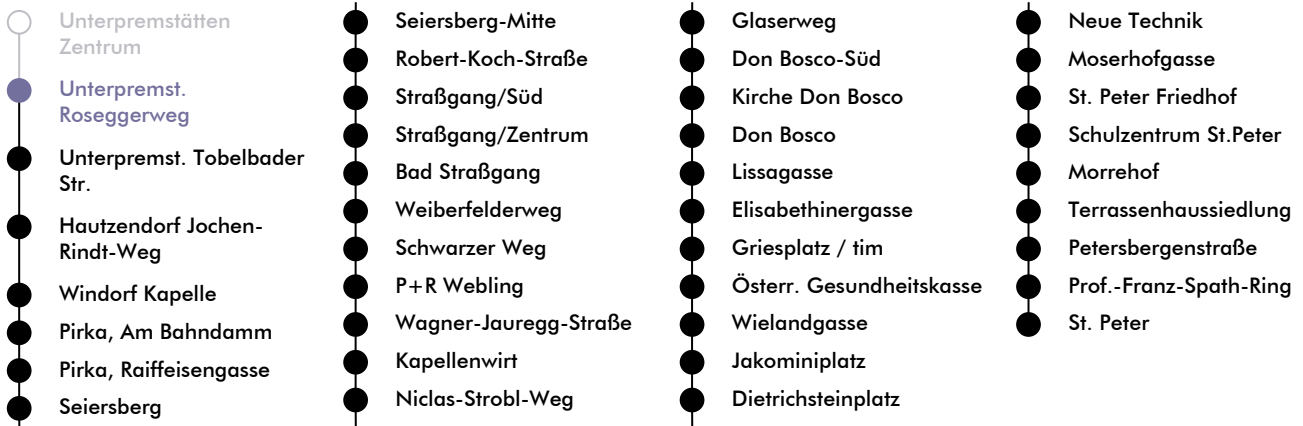 Unterpremstätten
Zentrum
Unterpremst.
Roseggerweg
Unterpremst. Tobelbader
Str.
Hautzendorf Jochen-
Rindt-Weg
Windorf Kapelle
Pirka, Am Bahndamm
Pirka, Raiffeisengasse
Seiersberg
Seiersberg-Mitte
Robert-Koch-Straße
Straßgang/Süd
Straßgang/Zentrum
Bad Straßgang
Weiberfelderweg
Schwarzer Weg
P+R Webling
Wagner-Jauregg-Straße
Kapellenwirt
Niclas-Strobl-Weg
Glaserweg
Don Bosco-Süd
Kirche Don Bosco
Don Bosco
Lissagasse
Elisabethinergasse
Griesplatz / tim
Österr. Gesundheitskasse
Wielandgasse
Jakominiplatz
Dietrichsteinplatz
Neue Technik
Moserhofgasse
St. Peter Friedhof
Schulzentrum St.Peter
Morrehof
Terrassenhaussiedlung
Petersbergenstraße
Prof.-Franz-Spath-Ring
St. Peter